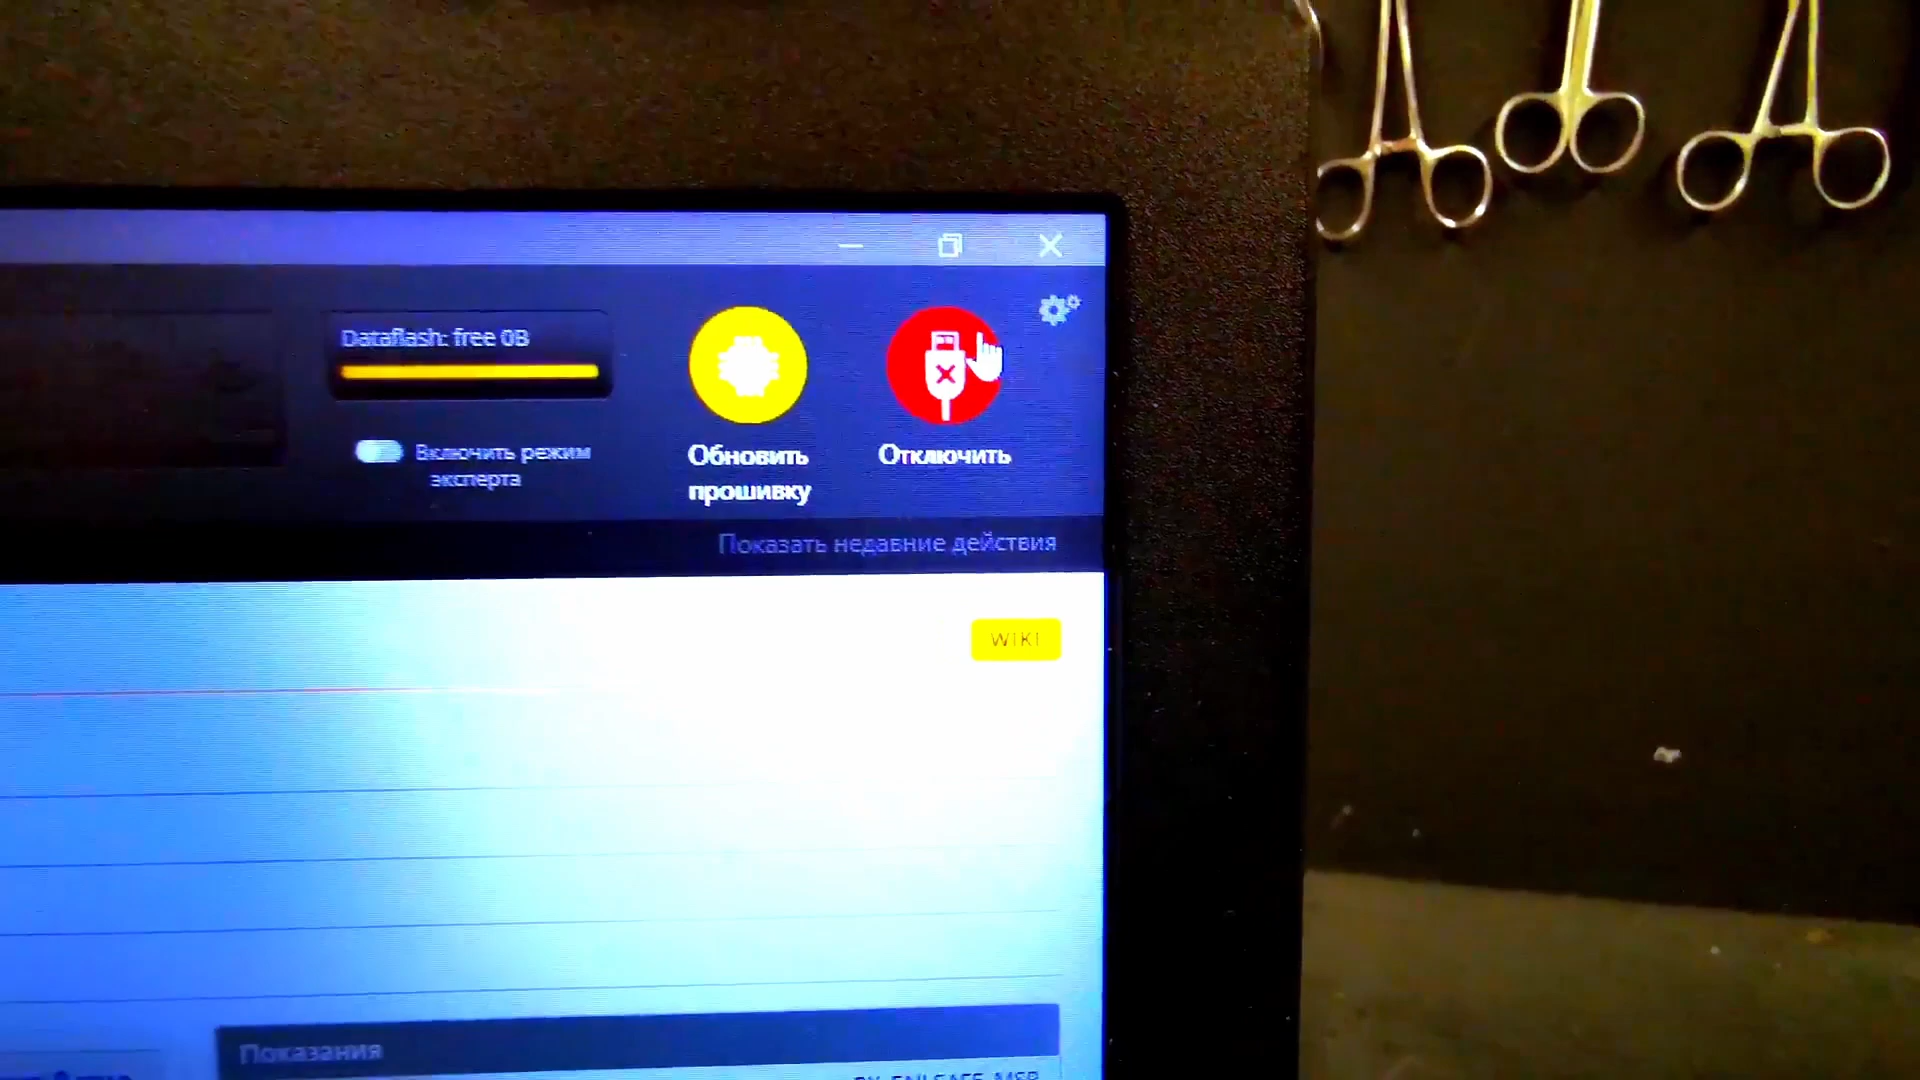 Dataflash: free 0B
Включить режим
эксперта
Обновить
прошивку
Отключить
Показать недавние действия
WIKI
Показания